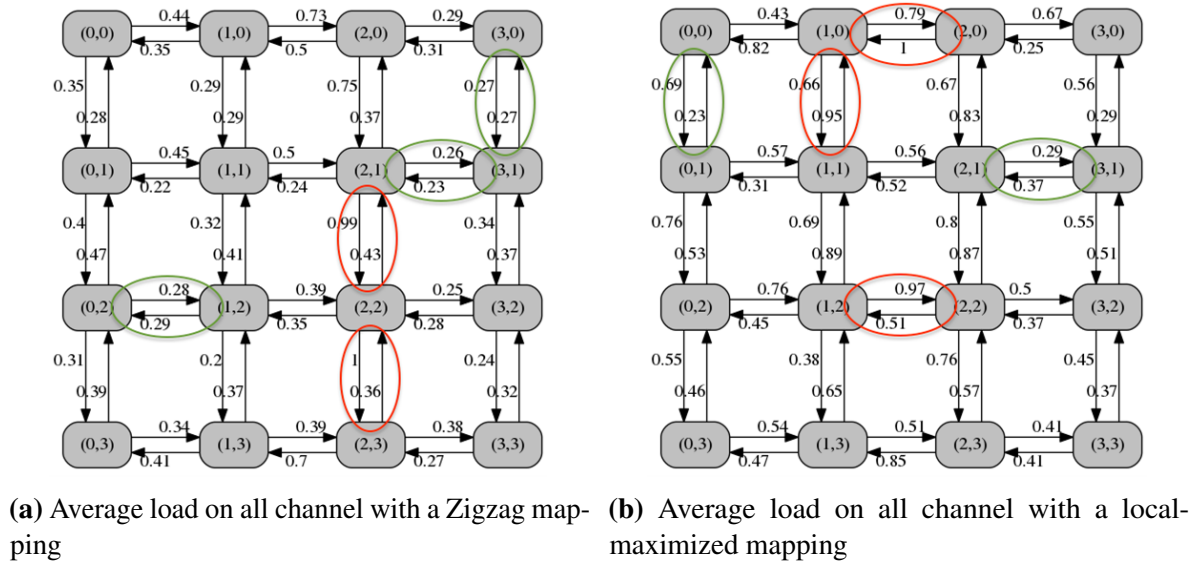 0.44 0.73 0.29
(0,0) (1,0) (2,0) (3,0)
0.35 0.5 0.31
0.35 0.29 0.75 0.27
0.28 0.29 0.37 0.27
0.45 0.5 0.26
(0,1) (1,1) (2,1) (3,1)
0.22 0.24 0.23
0.4 0.32 0.99 0.34
0.47 0.41 0.43 0.37
0.28 0.39 0.25
(0,2) (1,2) (2,2) (3,2)
0.29 0.35 0.28
0.31 0.2 1 0.24
0.39 0.37 0.36 0.32
0.34 0.39 0.38
(0,3) (1,3) (2,3) (3,3)
0.41 0.7 0.27
(a) Average load on all channel with a Zigzag map-
ping
0.43 0.79 0.67
(0,0) (1,0) (2,0) (3,0)
0.82 1 0.25
0.69 0.66 0.67 0.56
0.23 0.95 0.83 0.29
0.57 0.56 0.29
(0,1) (1,1) (2,1) (3,1)
0.31 0.52 0.37
0.76 0.69 0.8 0.55
0.53 0.89 0.87 0.51
0.76 0.97 0.5
(0,2) (1,2) (2,2) (3,2)
0.45 0.51 0.37
0.55 0.38 0.76 0.45
0.46 0.65 0.57 0.37
0.54 0.51 0.41
(0,3) (1,3) (2,3) (3,3)
0.47 0.85 0.41
(b) Average load on all channel with a local-
maximized mapping